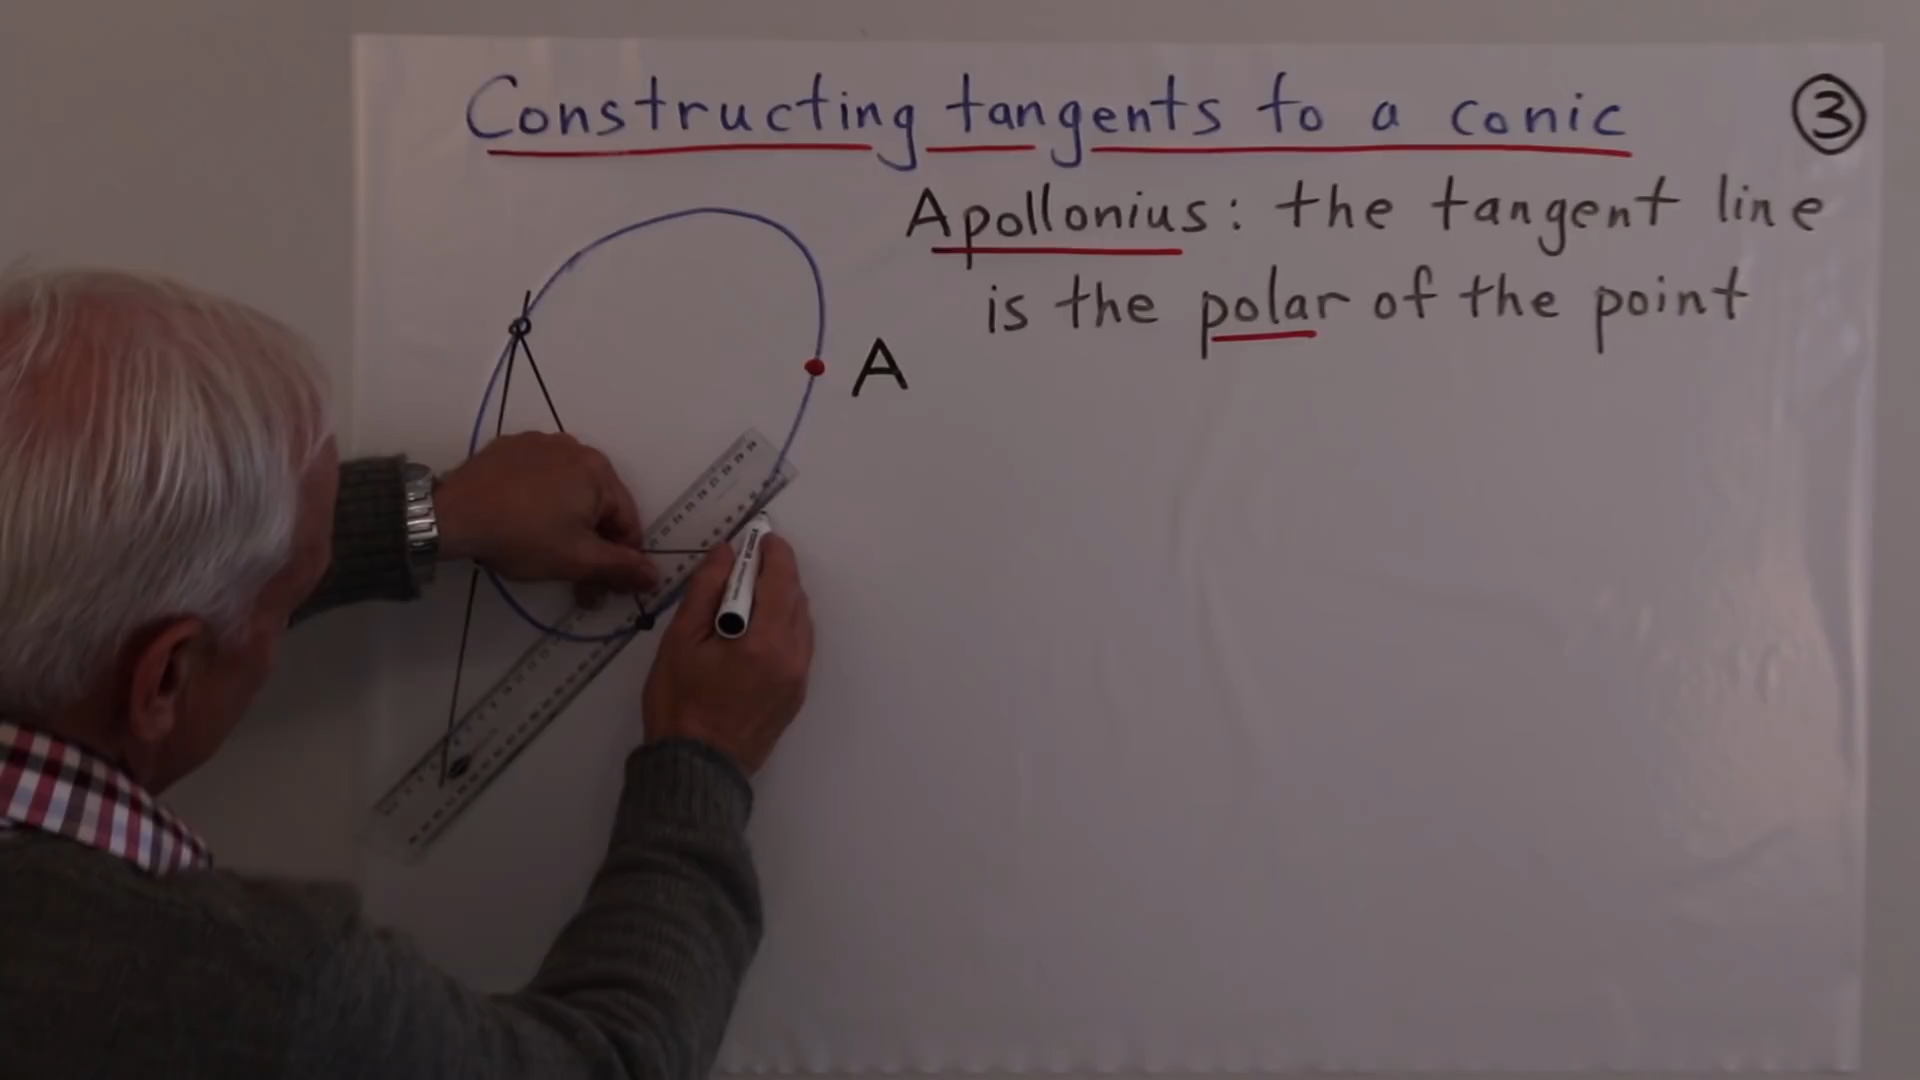 Constructing tangents to a conic
3
Apollonius: the tangent line
is the polar of the point
A